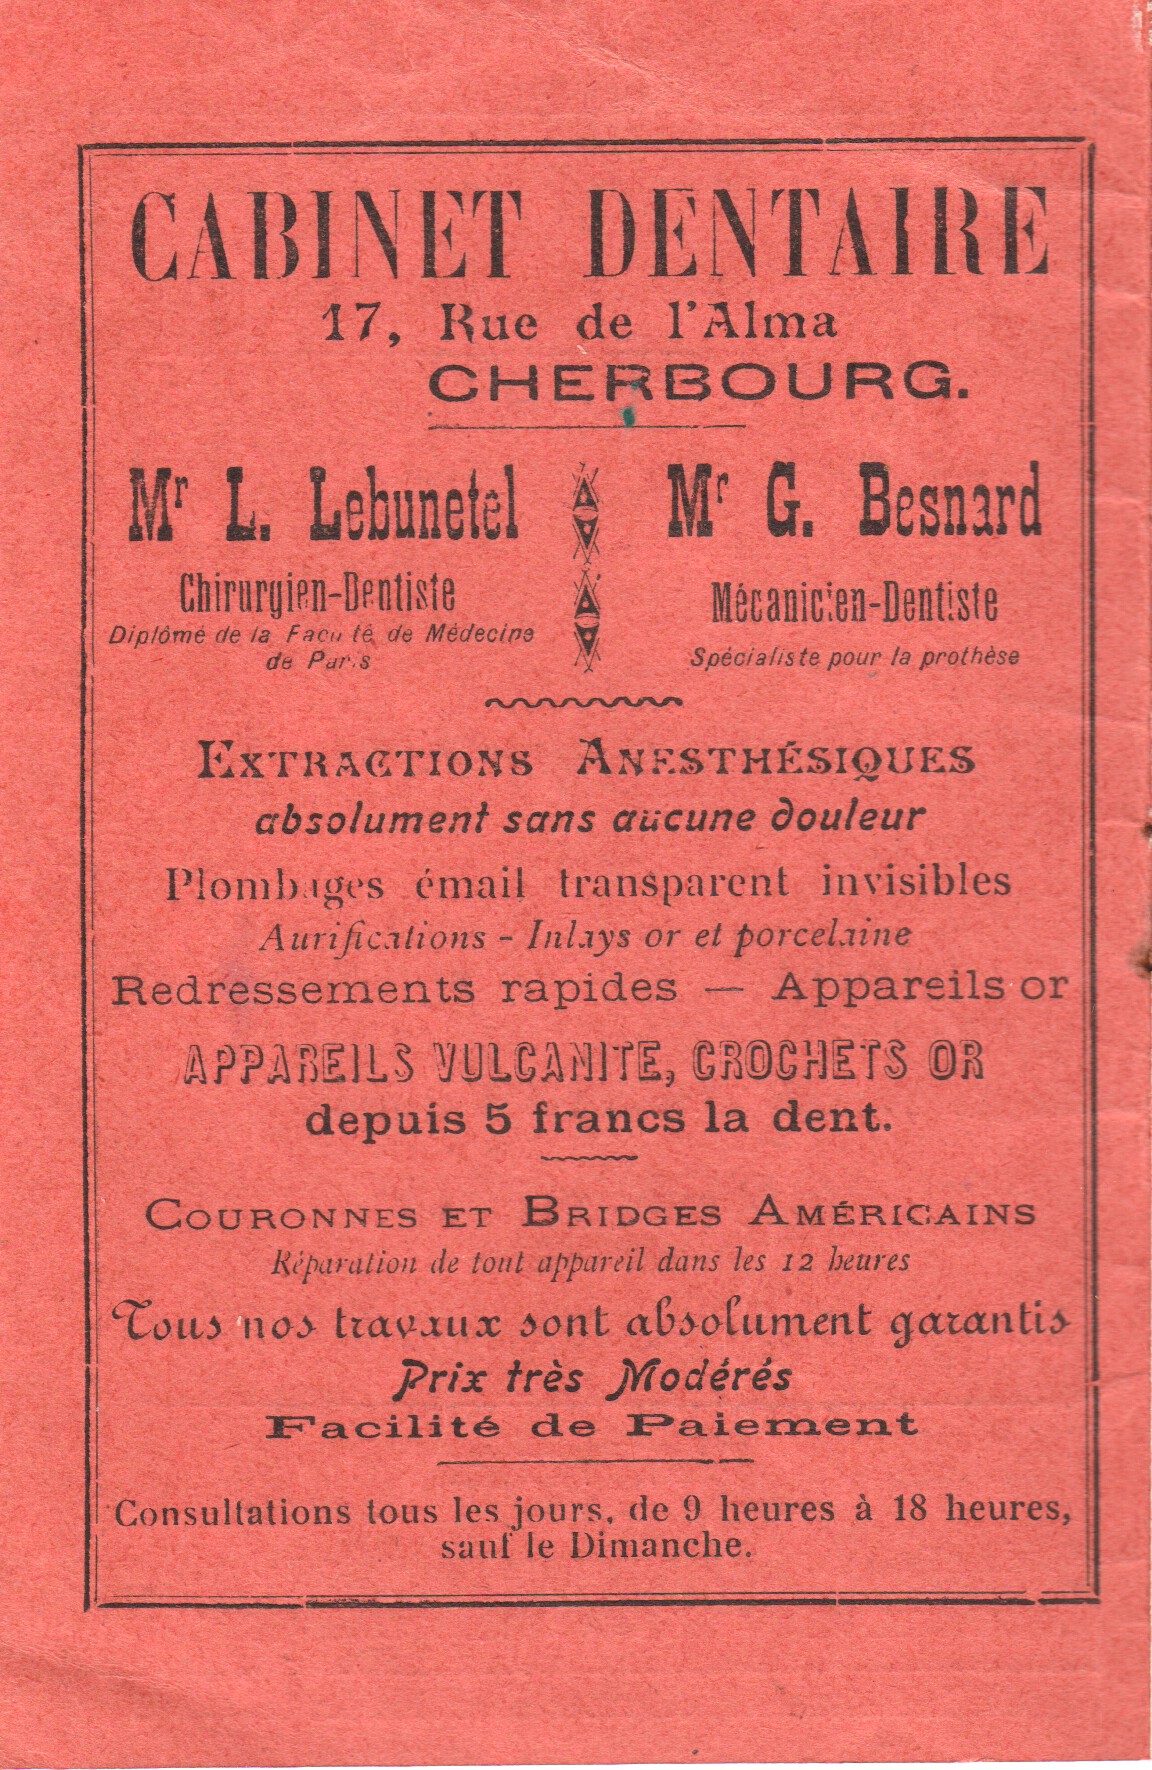 CABINET DENTAIRE
17, Rue de l'Alma
CHERBOURG.
Mr L. Lebunetel
Chirurgien-Dentiste
Diplômé de la Faculté de Médecine
de Paris
Mr G. Besnard
Mécanicien-Dentiste
Spécialiste pour la prothèse
EXTRACTIONS ANESTHÉSIQUES
absolument sans aucune douleur
Plombages émail transparent invisibles
Aurifications - Inlays or et porcelaine
Redressements rapides — Appareils or
APPAREILS VULCANITE, CROCHETS OR
depuis 5 francs la dent.
COURONNES ET BRIDGES AMÉRICAINS
Réparation de tout appareil dans les 12 heures
Tous nos travaux sont absolument garantis
Prix très Modérés
Facilité de Paiement
Consultations tous les jours, de 9 heures à 18 heures,
sauf le Dimanche.